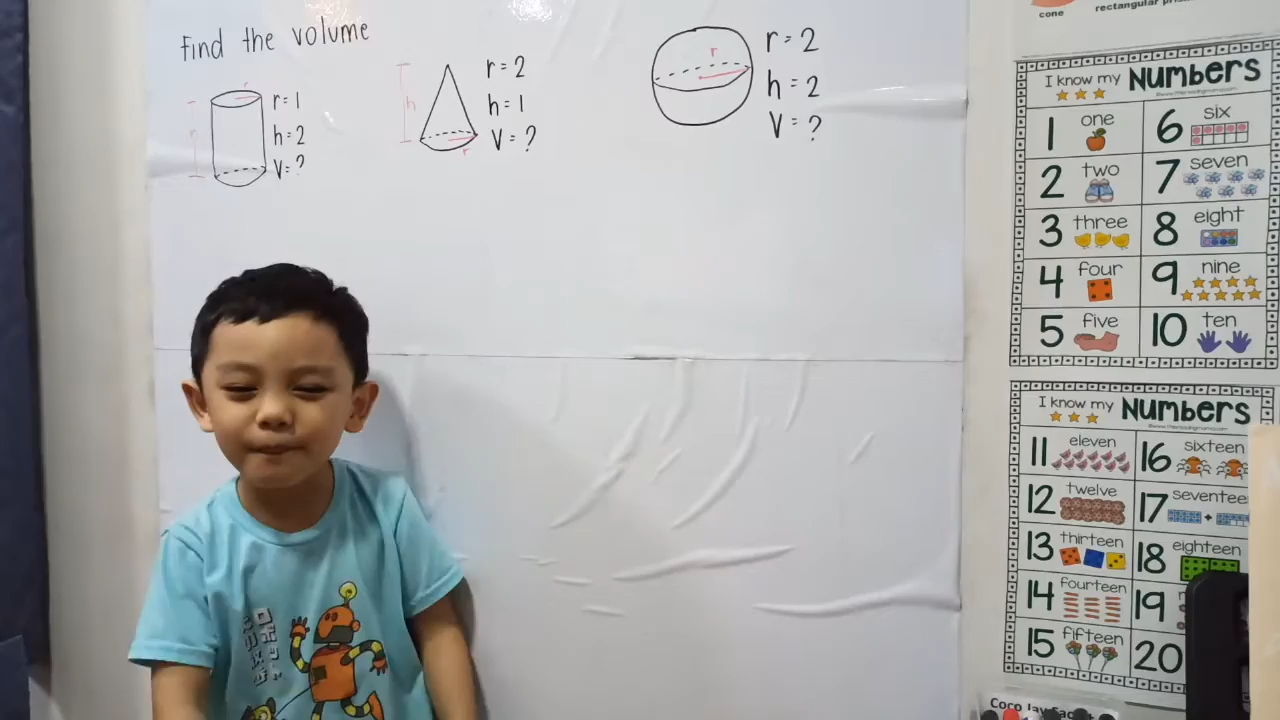 Find the volume
r
h
r = 1
h = 2
V = ?
h
r = 2
h = 1
V = ?
r
r
r = 2
h = 2
V = ?
cone
I know my Numbers
1 one
2 two
3 three
4 four
5 five
6 six
7 seven
8 eight
9 nine
10 ten
I know my Numbers
11 eleven
12 twelve
13 thirteen
14 fourteen
15 fifteen
16 sixteen
17
18 eighteen
19
20